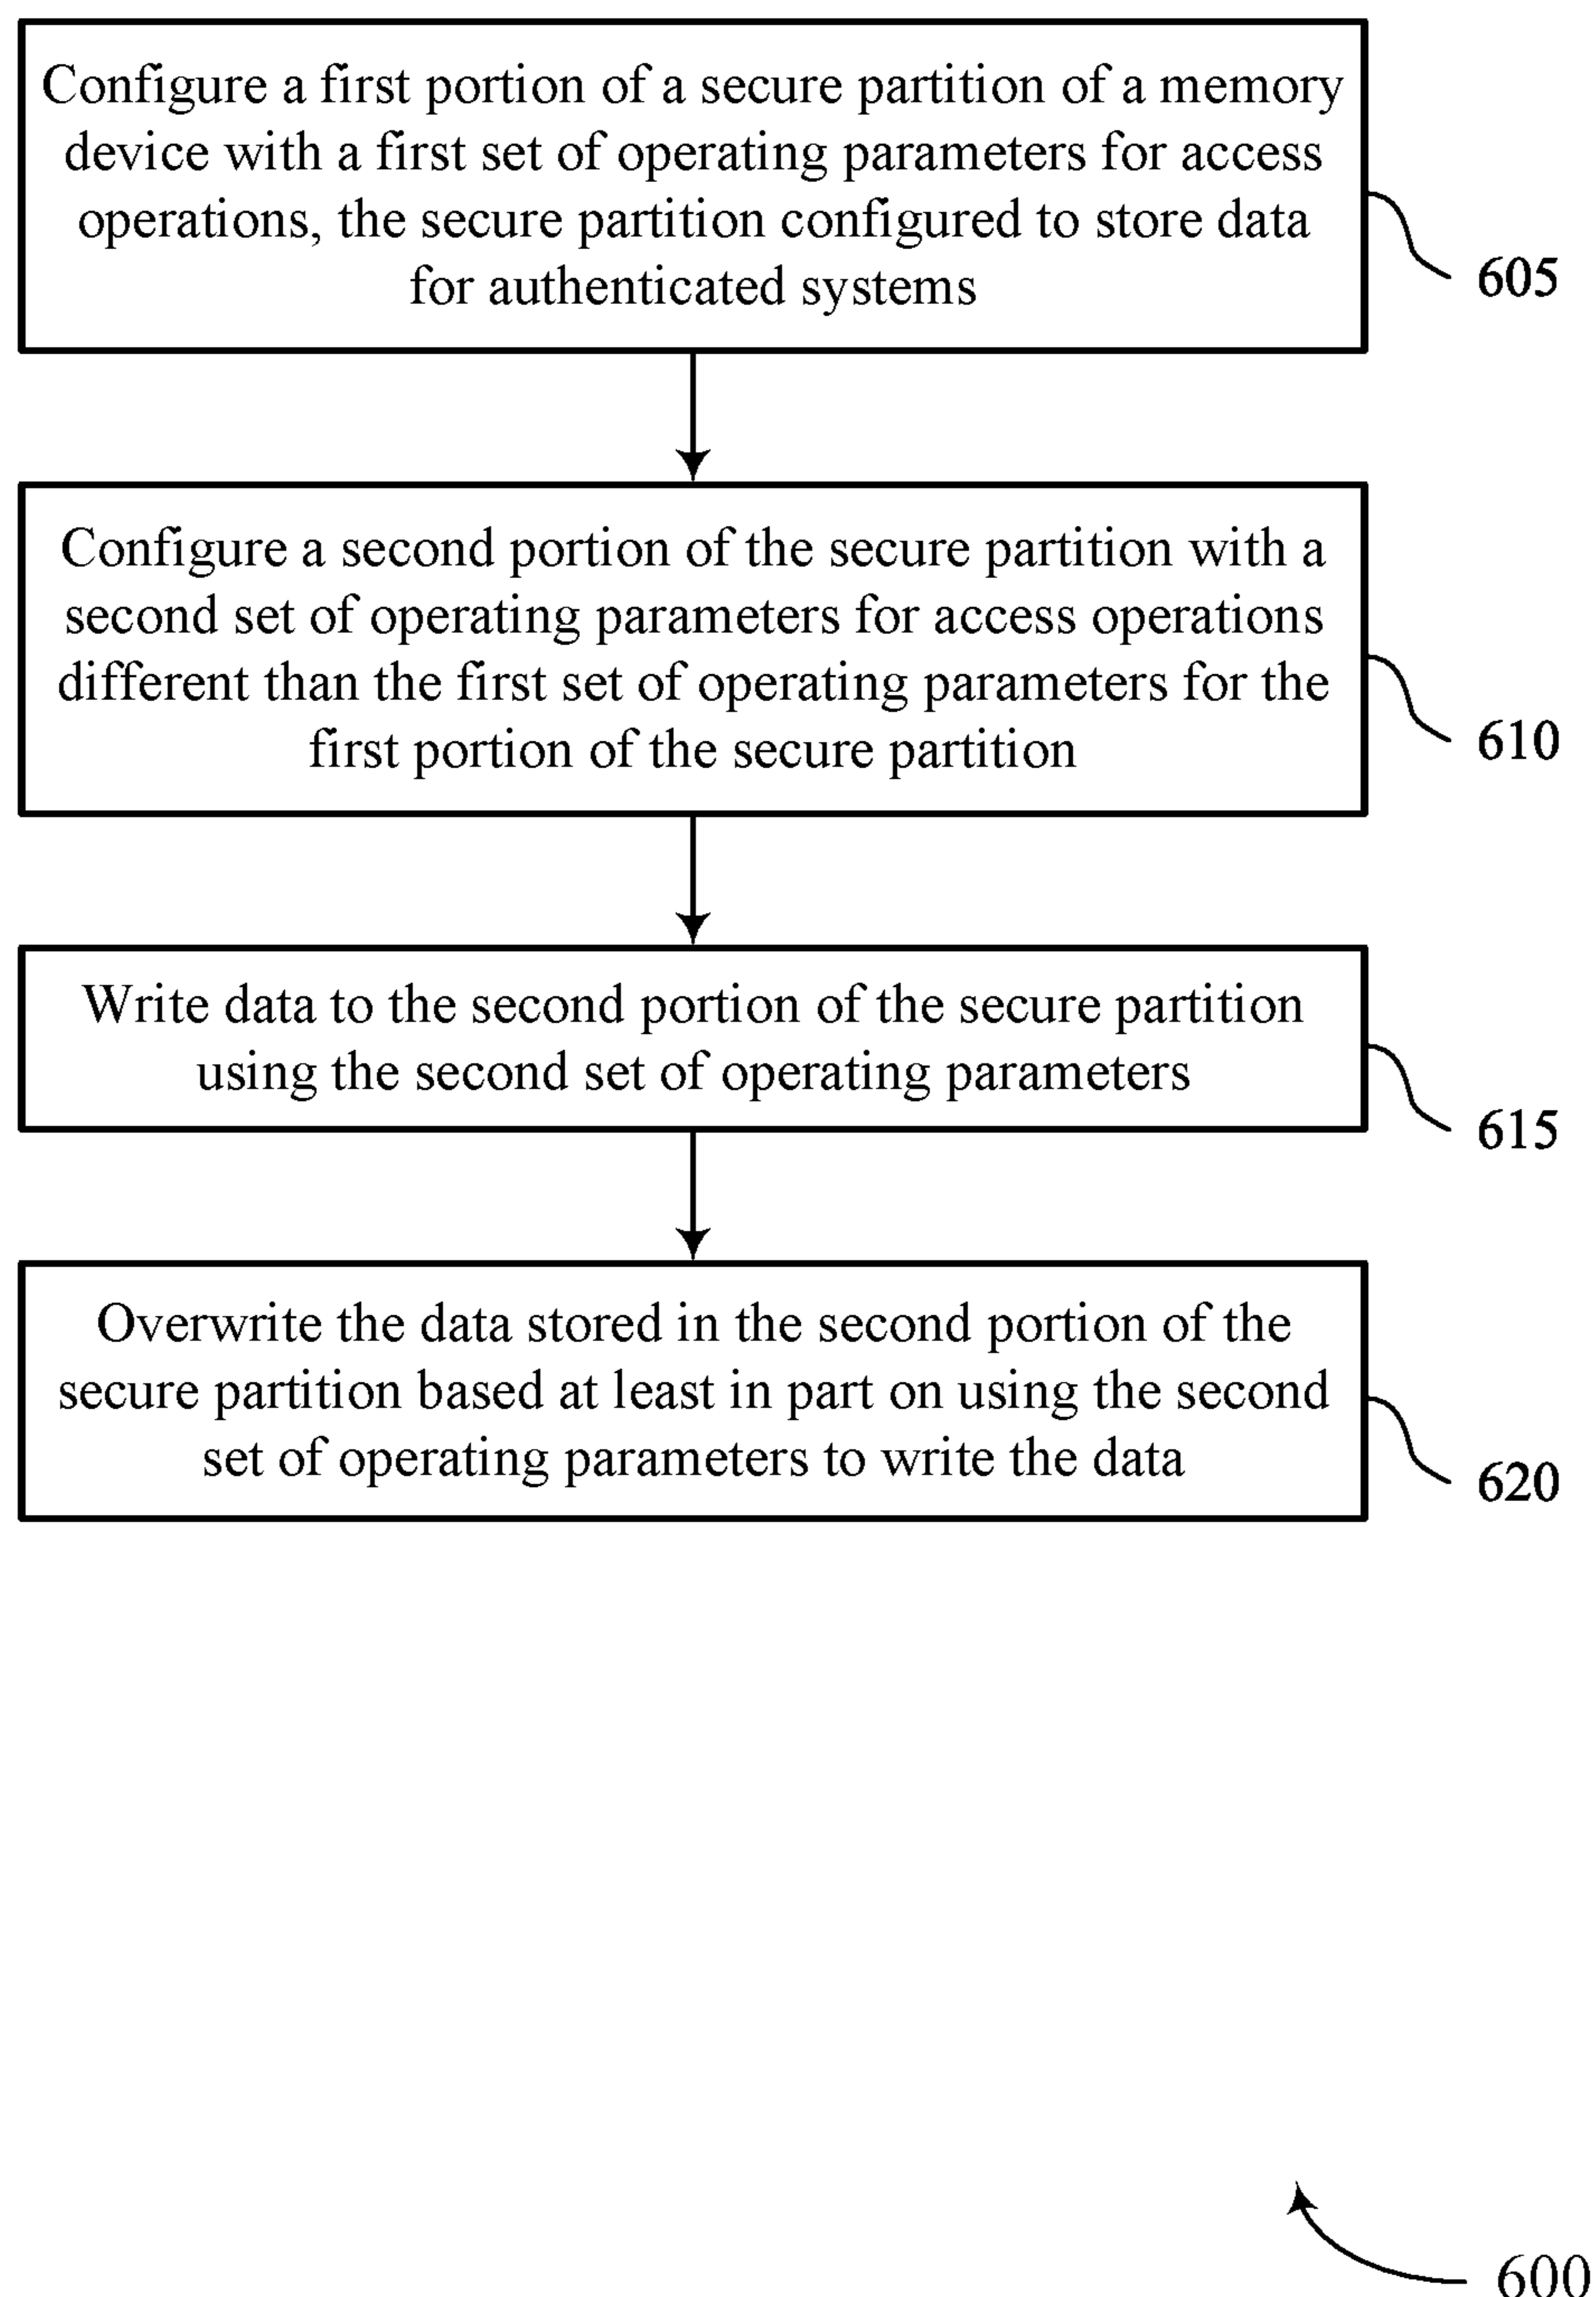 Configure a first portion of a secure partition of a memory
device with a first set of operating parameters for access
operations, the secure partition configured to store data
for authenticated systems
605
Configure a second portion of the secure partition with a
second set of operating parameters for access operations
different than the first set of operating parameters for the
first portion of the secure partition
610
Write data to the second portion of the secure partition
using the second set of operating parameters
615
Overwrite the data stored in the second portion of the
secure partition based at least in part on using the second
set of operating parameters to write the data
620
600